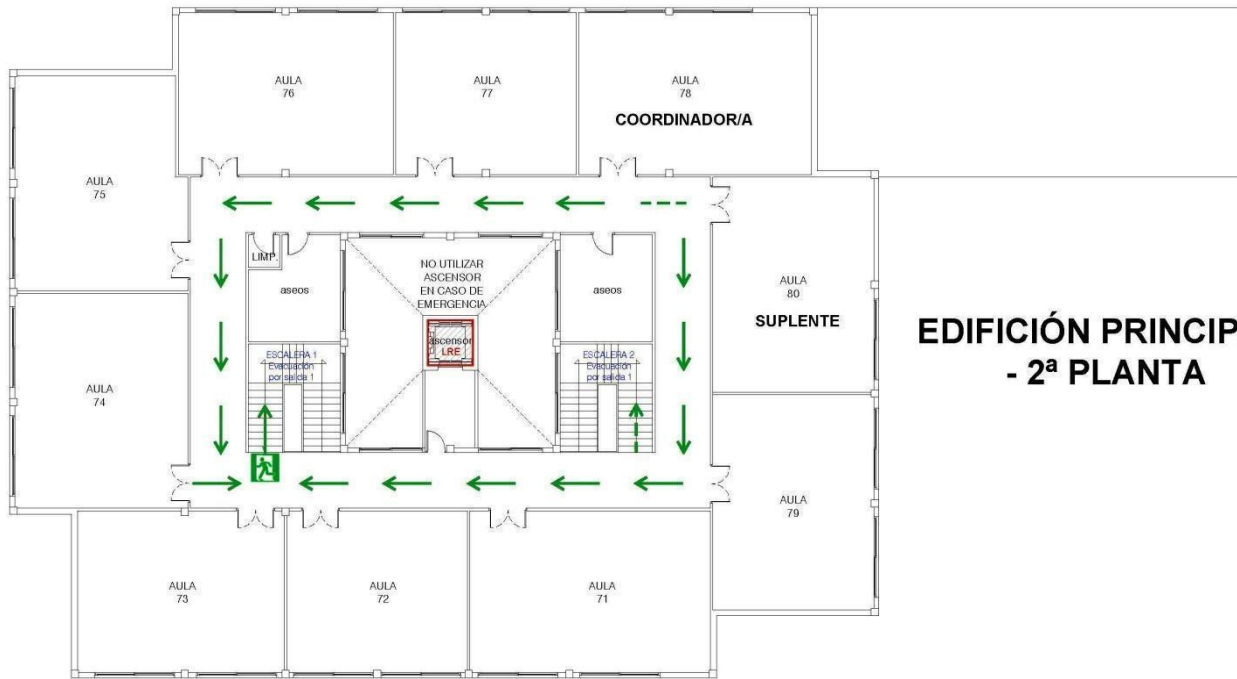 AULA
76
AULA
77
AULA
78
COORDINADOR/A
AULA
75
LIMP.
aseos
NO UTILIZAR
ASCENSOR
EN CASO DE
EMERGENCIA
aseos
AULA
80
SUPLENTE
ascensor
LRE
EDIFICIÓN PRINCIP
- 2ª PLANTA
ESCALERA 1
Evacuación
por salida 1
ESCALERA 2
Evacuación
por salida 1
AULA
74
AULA
79
AULA
73
AULA
72
AULA
71